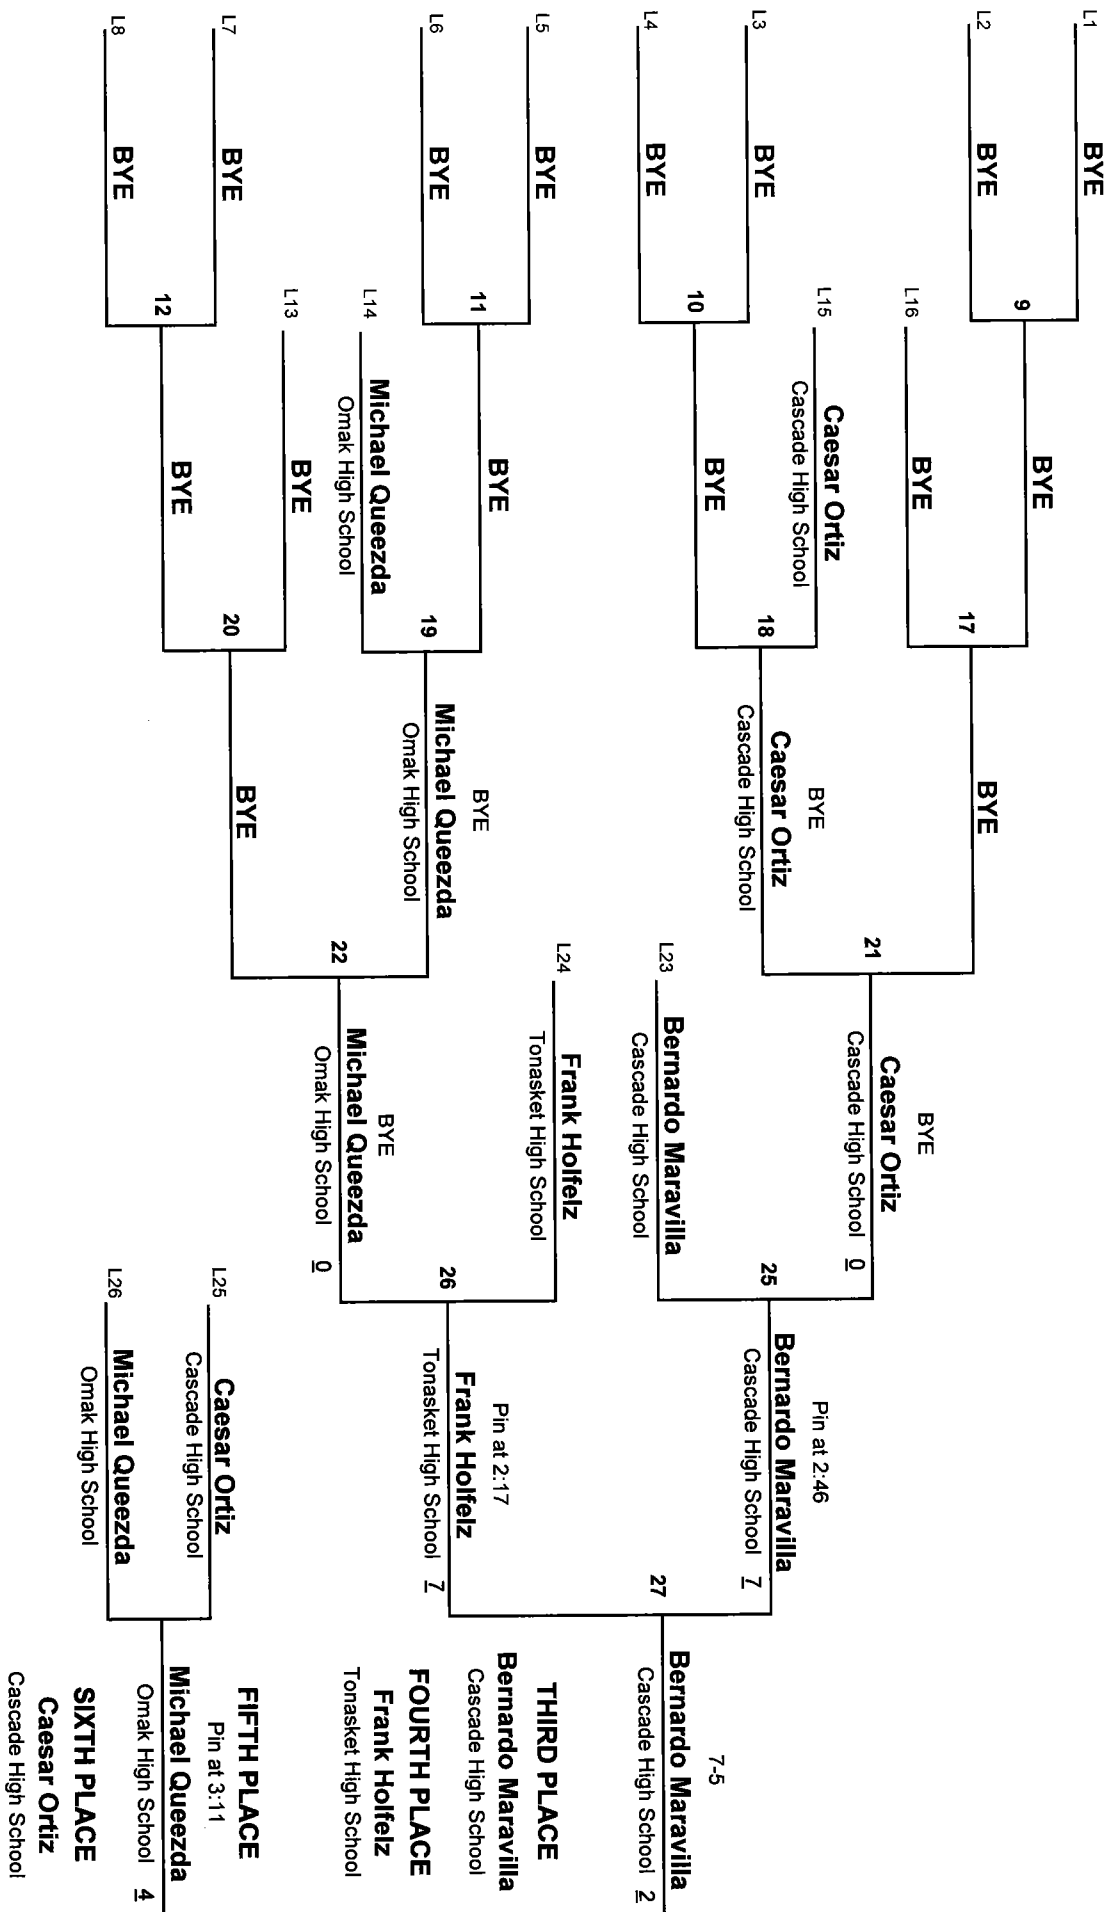 L1
BYE
9
L2
BYE
BYE
17
L16
BYE
BYE
L15
Caesar Ortiz
Cascade High School
18
L3
BYE
10
L4
BYE
BYE
BYE
Caesar Ortiz
Cascade High School
21
BYE
Caesar Ortiz
Cascade High School 0
25
L23
Bernardo Maravilla
Cascade High School
Pin at 2:46
Bernardo Maravilla
Cascade High School 7
27
7-5
Bernardo Maravilla
Cascade High School 2
L5
BYE
11
L6
BYE
BYE
19
L14
Michael Queezda
Omak High School
BYE
Michael Queezda
Omak High School
22
L24
Frank Holfelz
Tonasket High School
26
BYE
Michael Queezda
Omak High School 0
Pin at 2:17
Frank Holfelz
Tonasket High School 7
THIRD PLACE
Bernardo Maravilla
Cascade High School
FOURTH PLACE
Frank Holfelz
Tonasket High School
L13
BYE
20
L7
BYE
12
L8
BYE
BYE
BYE
L25
Caesar Ortiz
Cascade High School
L26
Michael Queezda
Omak High School
FIFTH PLACE
Pin at 3:11
Michael Queezda
Omak High School 4
SIXTH PLACE
Caesar Ortiz
Cascade High School